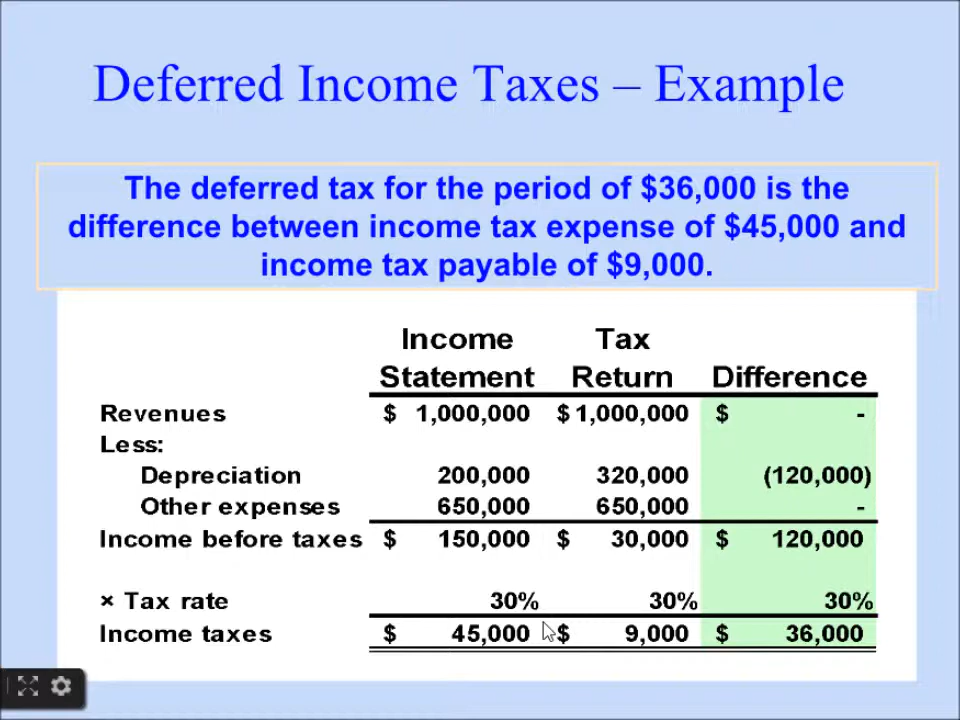 Deferred Income Taxes – Example
The deferred tax for the period of $36,000 is the
difference between income tax expense of $45,000 and
income tax payable of $9,000.
Income Tax
Statement Return Difference
Revenues $ 1,000,000 $ 1,000,000 $ -
Less:
Depreciation 200,000 320,000 (120,000)
Other expenses 650,000 650,000 -
Income before taxes $ 150,000 $ 30,000 $ 120,000
× Tax rate 30% 30% 30%
Income taxes $ 45,000 $ 9,000 $ 36,000